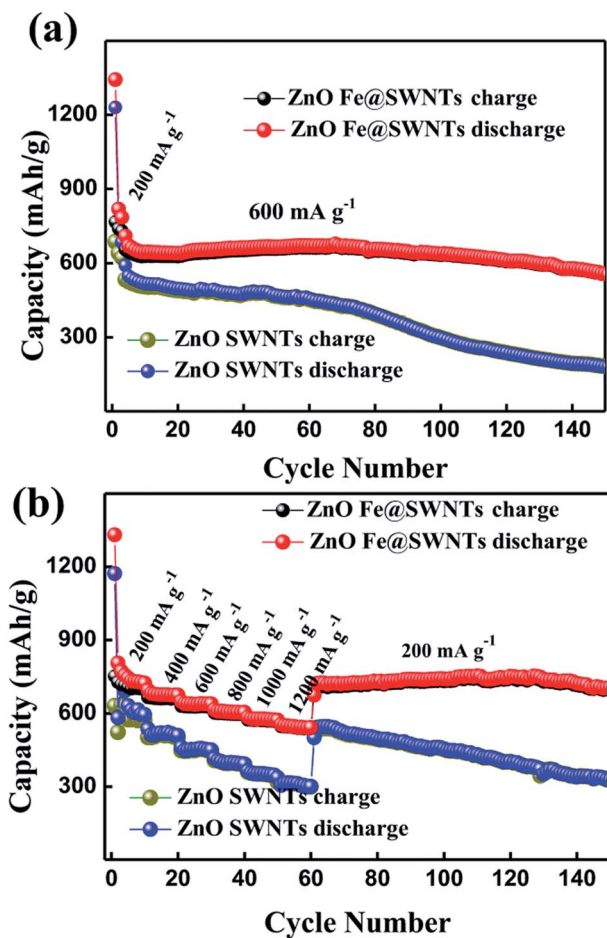 (a)
1200
900
600
300
Capacity (mAh/g)
ZnO Fe@SWNTs charge
ZnO Fe@SWNTs discharge
200 mA g⁻¹
600 mA g⁻¹
ZnO SWNTs charge
ZnO SWNTs discharge
0 20 40 60 80 100 120 140
Cycle Number
(b)
1200
900
600
300
Capacity (mAh/g)
ZnO Fe@SWNTs charge
ZnO Fe@SWNTs discharge
200 mA g⁻¹
400 mA g⁻¹
600 mA g⁻¹
800 mA g⁻¹
1000 mA g⁻¹
1200 mA g⁻¹
200 mA g⁻¹
ZnO SWNTs charge
ZnO SWNTs discharge
0 20 40 60 80 100 120 140
Cycle Number